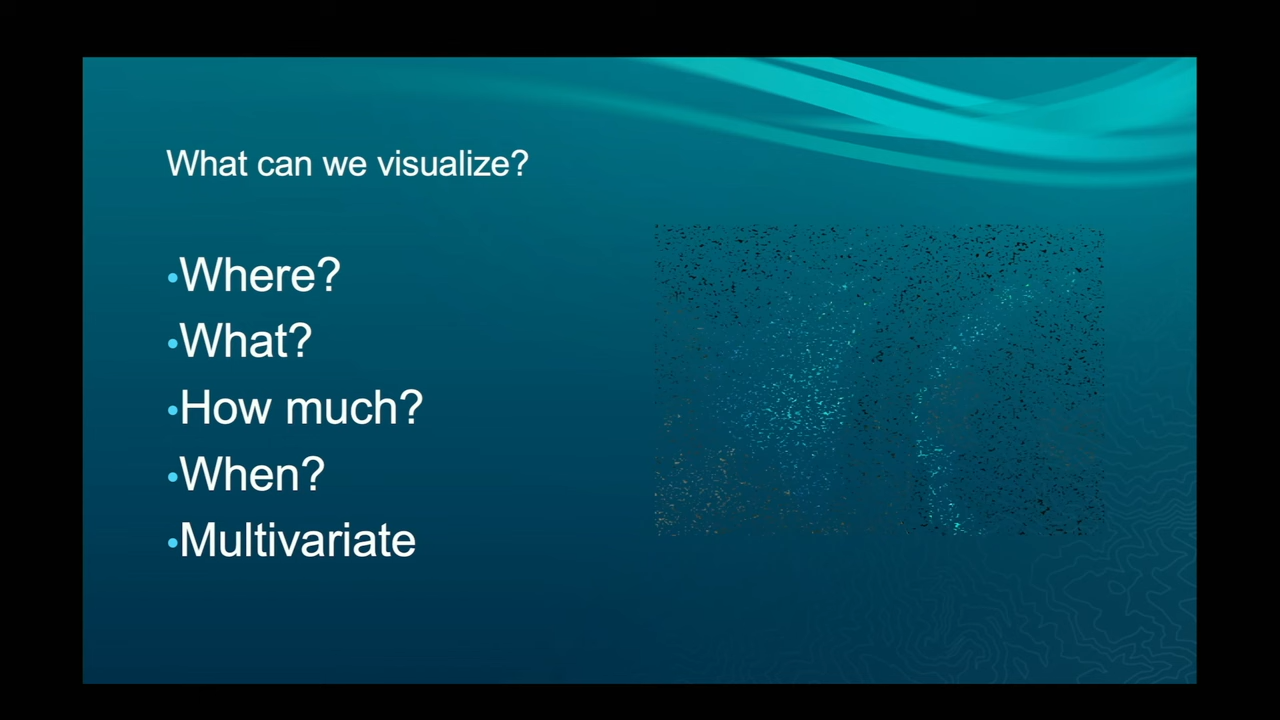 What can we visualize?
•Where?
•What?
•How much?
•When?
•Multivariate